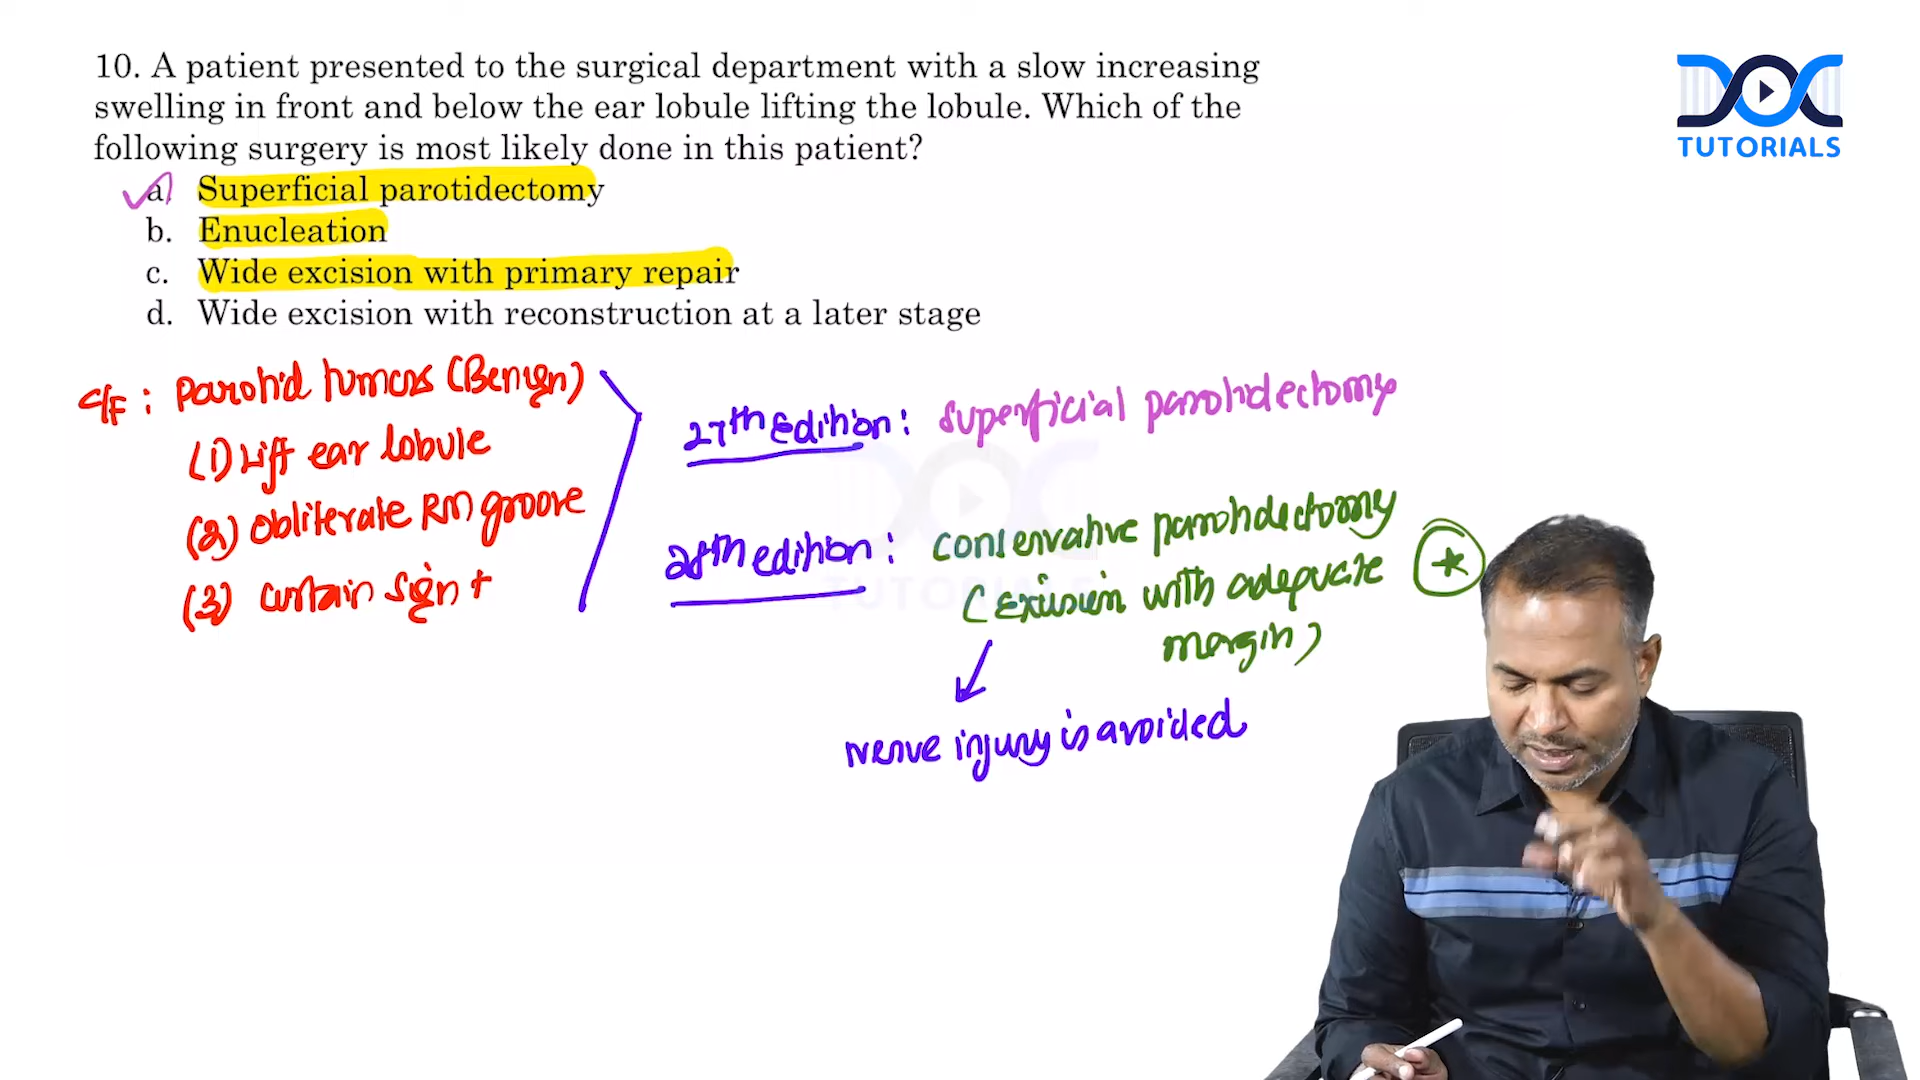 10. A patient presented to the surgical department with a slow increasing
swelling in front and below the ear lobule lifting the lobule. Which of the
following surgery is most likely done in this patient?
a. Superficial parotidectomy
b. Enucleation
c. Wide excision with primary repair
d. Wide excision with reconstruction at a later stage
DOC
TUTORIALS
C/F : Parotid tumors (Benign)
(1) Lift ear lobule
(2) obliterate RM groove
(3) curtain sign +
27th Edition : superficial parotidectomy
28th edition : conservative parotidectomy
(Excision with adequate
margin)
nerve injury is avoided